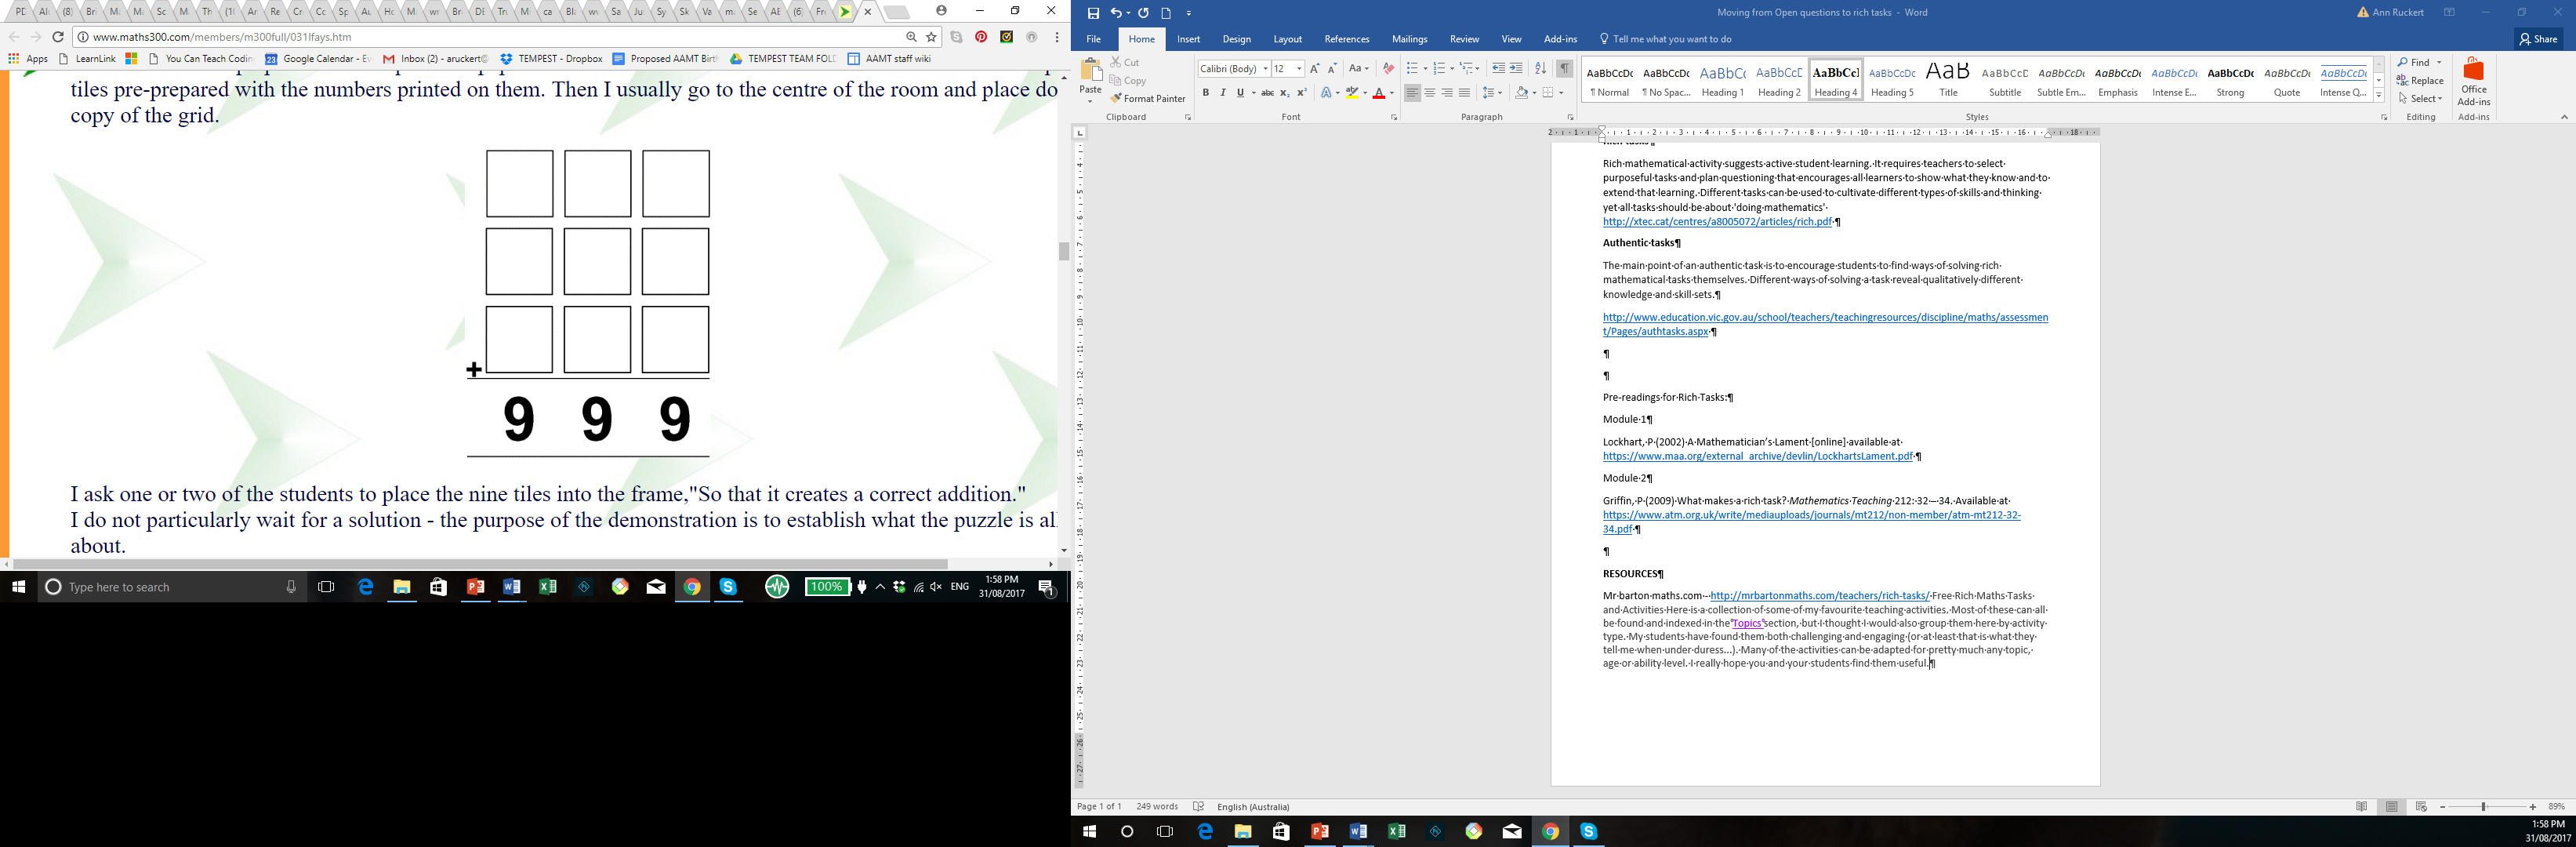 www.maths300.com/members/m300full/031lfays.htm
Apps LearnLink You Can Teach Codin Google Calendar - Ev Inbox (2) - aruckert@ TEMPEST - Dropbox Proposed AAMT Birt TEMPEST TEAM FOLD AAMT staff wiki
tiles pre-prepared with the numbers printed on them. Then I usually go to the centre of the room and place do
copy of the grid.
+
9 9 9
I ask one or two of the students to place the nine tiles into the frame,"So that it creates a correct addition."
I do not particularly wait for a solution - the purpose of the demonstration is to establish what the puzzle is al
about.
Type here to search
100%
ENG
1:58 PM
31/08/2017
Moving from Open questions to rich tasks - Word
Ann Ruckert
File Home Insert Design Layout References Mailings Review View Add-ins Tell me what you want to do
Share
Paste
Cut
Copy
Format Painter
Clipboard
Calibri (Body) 12
Font
Paragraph
¶ Normal ¶ No Spac... Heading 1 Heading 2 Heading 4 Heading 5 Title Subtitle Subtle Em... Emphasis Intense E... Strong Quote Intense Q...
Styles
Find
Replace
Select
Editing
Office
Add-ins
Add-ins
Rich·tasks¶
Rich·mathematical·activity·suggests·active·student·learning.·It·requires·teachers·to·select·
purposeful·tasks·and·plan·questioning·that·encourages·all·learners·to·show·what·they·know·and·to·
extend·that·learning.·Different·tasks·can·be·used·to·cultivate·different·types·of·skills·and·thinking·
yet·all·tasks·should·be·about·'doing·mathematics'·
http://xtec.cat/centres/a8005072/articles/rich.pdf·¶
Authentic·tasks¶
The·main·point·of·an·authentic·task·is·to·encourage·students·to·find·ways·of·solving·rich·
mathematical·tasks·themselves.·Different·ways·of·solving·a·task·reveal·qualitatively·different·
knowledge·and·skill·sets.¶
http://www.education.vic.gov.au/school/teachers/teachingresources/discipline/maths/assessmen
t/Pages/authtasks.aspx·¶
¶
¶
Pre-readings·for·Rich·Tasks:¶
Module·1¶
Lockhart,·P·(2002)·A·Mathematician's·Lament·[online]·available·at·
https://www.maa.org/external_archive/devlin/LockhartsLament.pdf·¶
Module·2¶
Griffin,·P·(2009)·What·makes·a·rich·task?·Mathematics·Teaching·212:·32·–·34.·Available·at·
https://www.atm.org.uk/write/mediauploads/journals/mt212/non-member/atm-mt212-32-
34.pdf·¶
¶
RESOURCES¶
Mr·barton·maths.com·-·http://mrbartonmaths.com/teachers/rich-tasks/·Free·Rich·Maths·Tasks·
and·Activities·Here·is·a·collection·of·some·of·my·favourite·teaching·activities.·Most·of·these·can·all·
be·found·and·indexed·in·the°Topics°section,·but·I·thought·I·would·also·group·them·here·by·activity·
type.·My·students·have·found·them·both·challenging·and·engaging·(or·at·least·that·is·what·they·
tell·me·when·under·duress...).·Many·of·the·activities·can·be·adapted·for·pretty·much·any·topic,·
age·or·ability·level.·I·really·hope·you·and·your·students·find·them·useful.¶
Page 1 of 1 249 words English (Australia)
89%
1:58 PM
31/08/2017